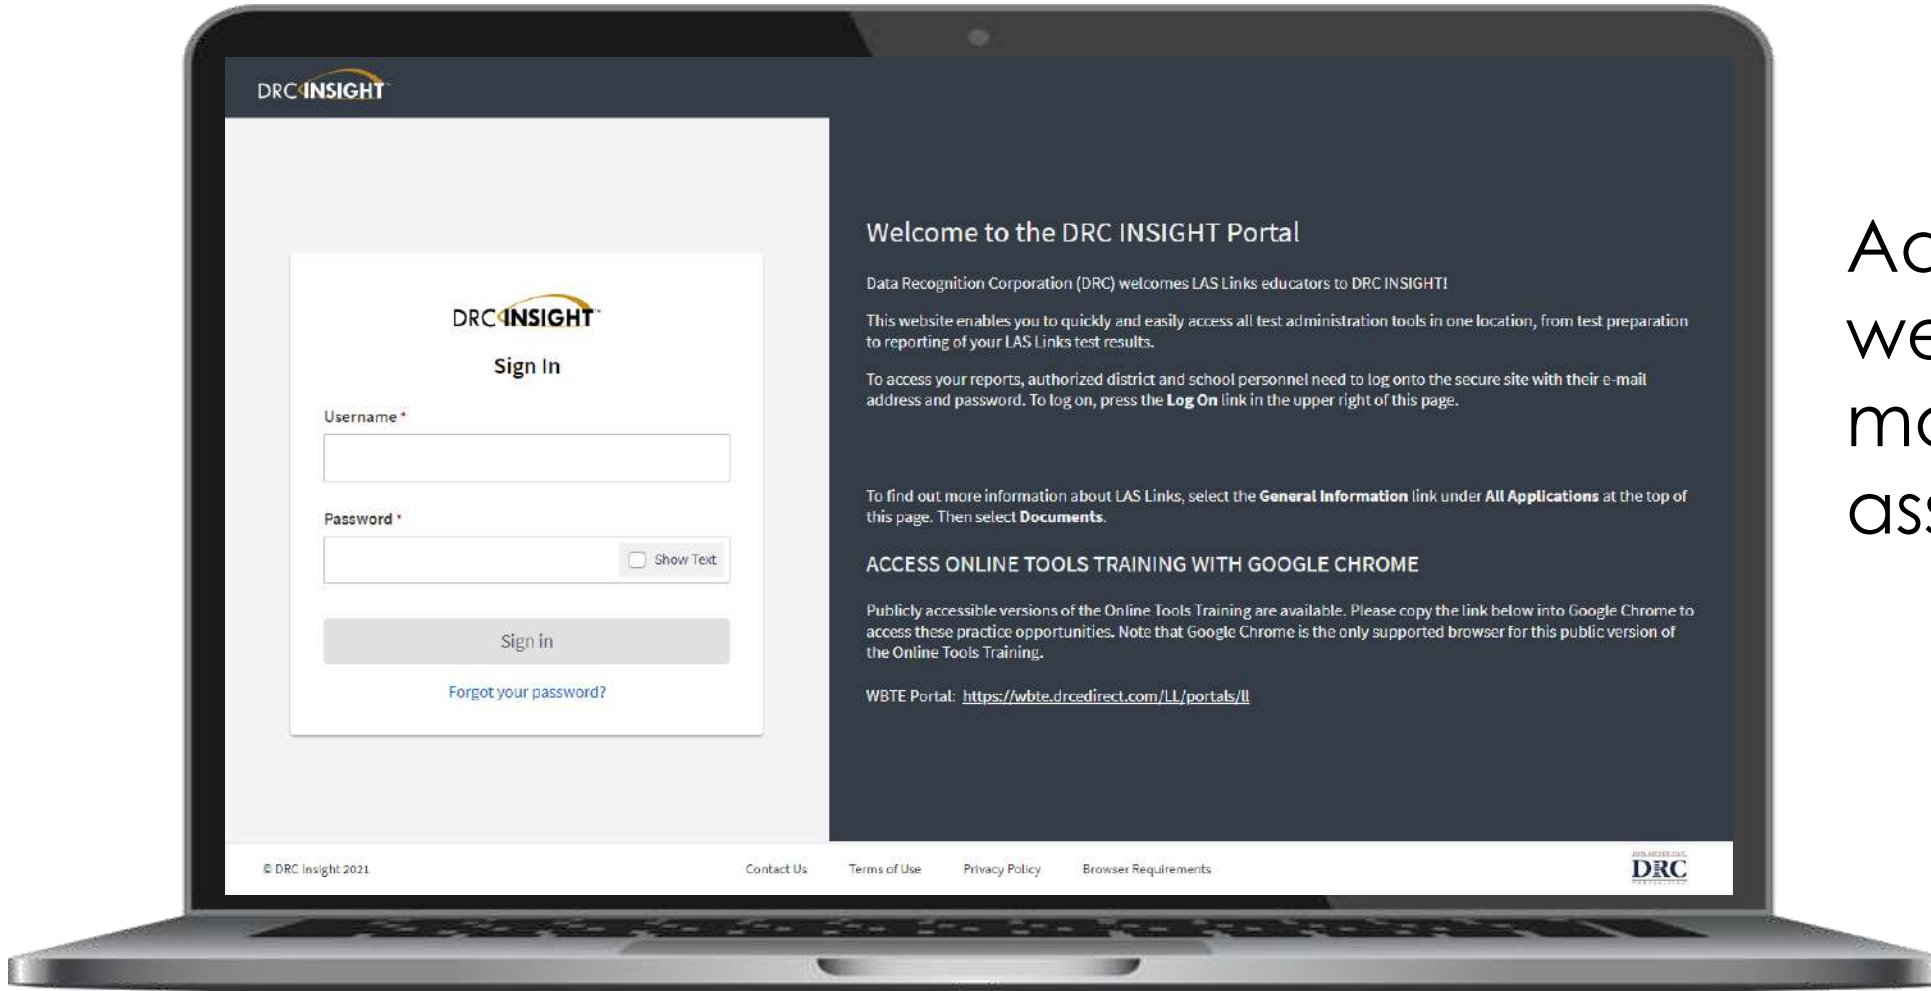 DRC INSIGHT
DRC INSIGHT
Sign In
Username *
Password *
Show Text
Sign in
Forgot your password?
Welcome to the DRC INSIGHT Portal
Data Recognition Corporation (DRC) welcomes LAS Links educators to DRC INSIGHT!
This website enables you to quickly and easily access all test administration tools in one location, from test preparation
to reporting of your LAS Links test results.
To access your reports, authorized district and school personnel need to log onto the secure site with their e-mail
address and password. To log on, press the Log On link in the upper right of this page.
To find out more information about LAS Links, select the General Information link under All Applications at the top of
this page. Then select Documents.
ACCESS ONLINE TOOLS TRAINING WITH GOOGLE CHROME
Publicly accessible versions of the Online Tools Training are available. Please copy the link below into Google Chrome to
access these practice opportunities. Note that Google Chrome is the only supported browser for this public version of
the Online Tools Training.
WBTE Portal: https://wbte.drcedirect.com/LL/portals/ll
© DRC Insight 2021
Contact Us
Terms of Use
Privacy Policy
Browser Requirements
DRC